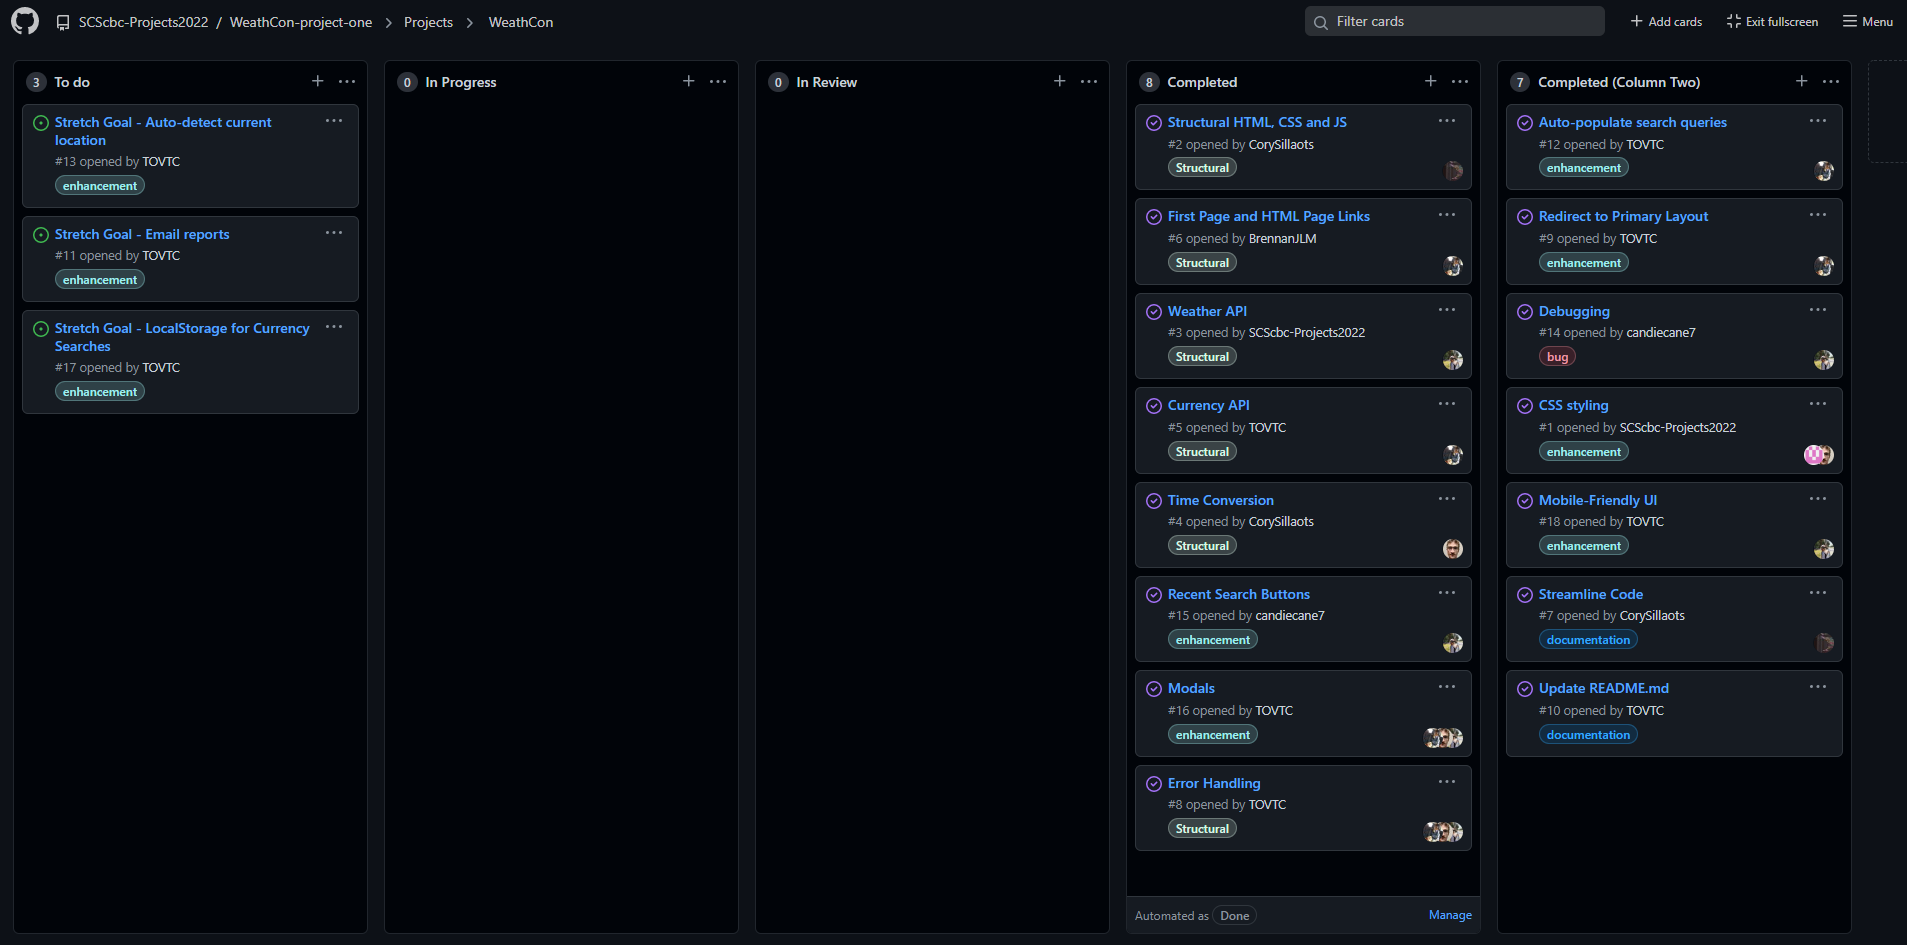 SCScbc-Projects2022 / WeathCon-project-one > Projects > WeathCon
Filter cards
Add cards
Exit fullscreen
Menu
3 To do
Stretch Goal - Auto-detect current
location
#13 opened by TOVTC
enhancement
Stretch Goal - Email reports
#11 opened by TOVTC
enhancement
Stretch Goal - LocalStorage for Currency
Searches
#17 opened by TOVTC
enhancement
0 In Progress
0 In Review
8 Completed
Structural HTML, CSS and JS
#2 opened by CorySillaots
Structural
First Page and HTML Page Links
#6 opened by BrennanJLM
Structural
Weather API
#3 opened by SCScbc-Projects2022
Structural
Currency API
#5 opened by TOVTC
Structural
Time Conversion
#4 opened by CorySillaots
Structural
Recent Search Buttons
#15 opened by candiecane7
enhancement
Modals
#16 opened by TOVTC
enhancement
Error Handling
#8 opened by TOVTC
Structural
Automated as Done
Manage
7 Completed (Column Two)
Auto-populate search queries
#12 opened by TOVTC
enhancement
Redirect to Primary Layout
#9 opened by TOVTC
enhancement
Debugging
#14 opened by candiecane7
bug
CSS styling
#1 opened by SCScbc-Projects2022
enhancement
Mobile-Friendly UI
#18 opened by TOVTC
enhancement
Streamline Code
#7 opened by CorySillaots
documentation
Update README.md
#10 opened by TOVTC
documentation